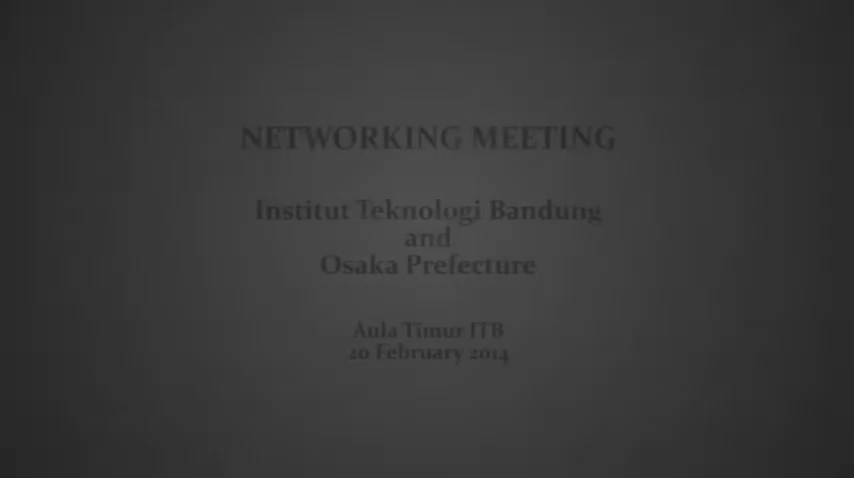 NETWORKING MEETING
Institut Teknologi Bandung
and
Osaka Prefecture
Aula Timur ITB
20 February 2014